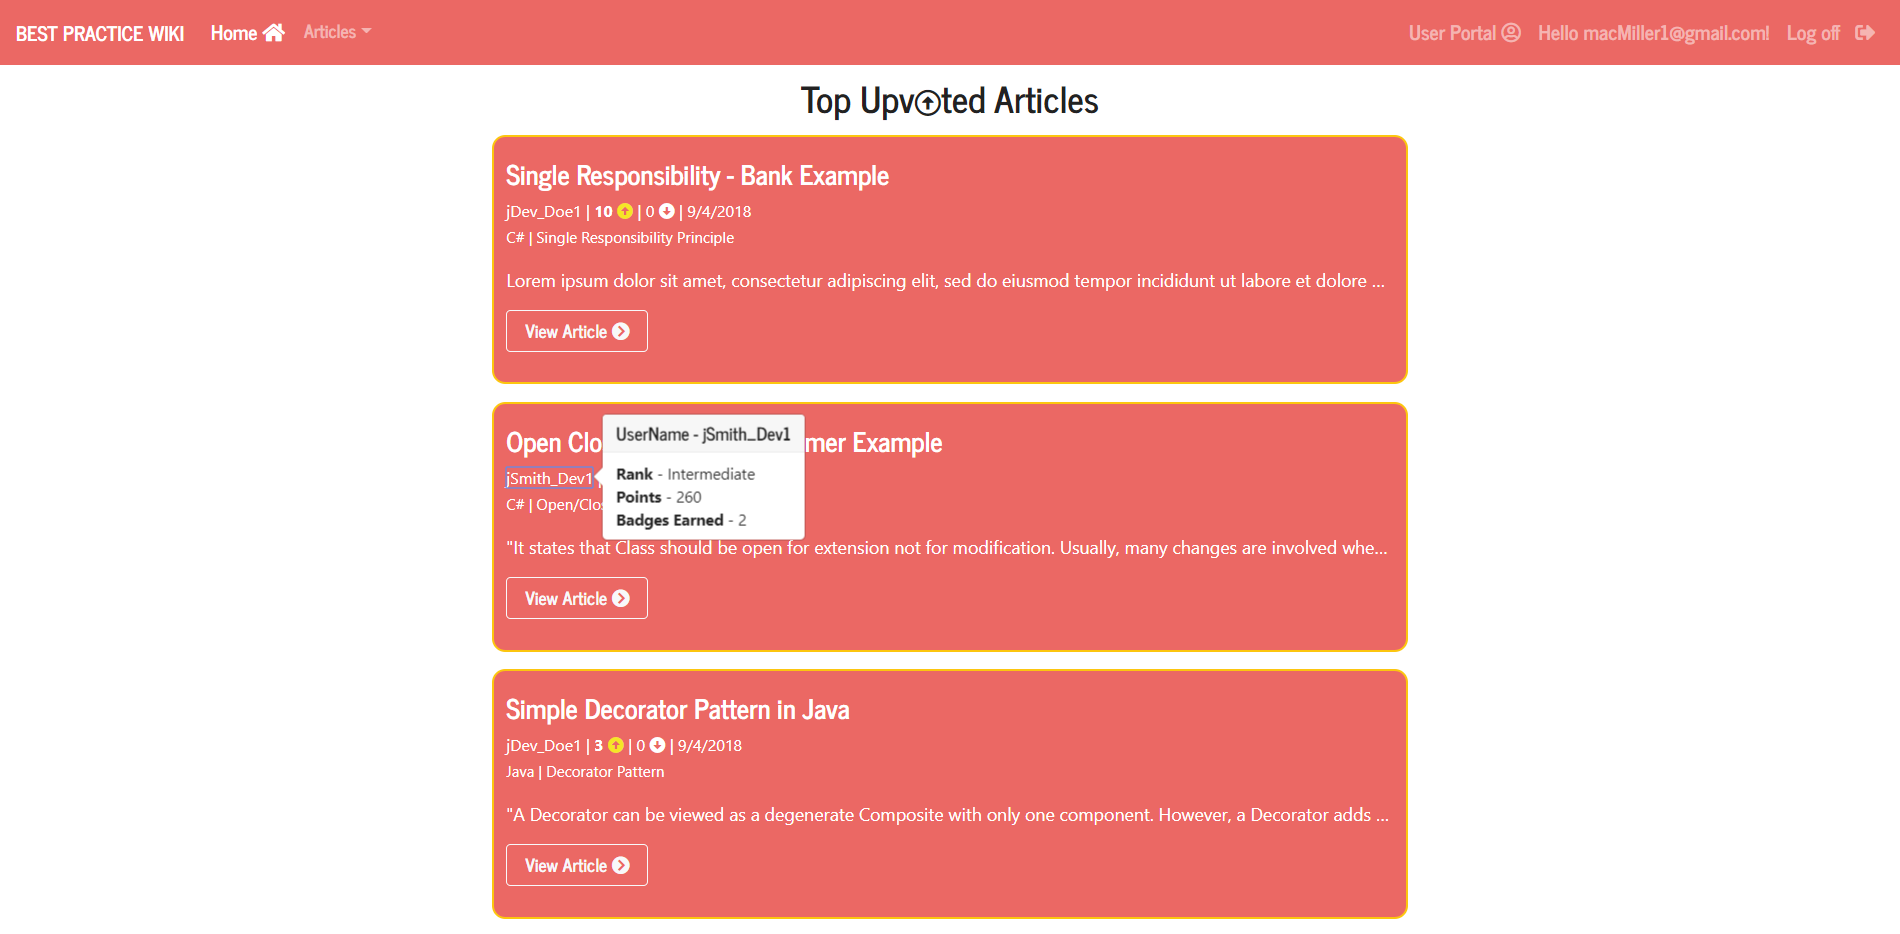 BEST PRACTICE WIKI Home Articles User Portal Hello macMiller1@gmail.com! Log off
Top Upvoted Articles
Single Responsibility - Bank Example
jDev_Doe1 | 10 | 0 | 9/4/2018
C# | Single Responsibility Principle
Lorem ipsum dolor sit amet, consectetur adipiscing elit, sed do eiusmod tempor incididunt ut labore et dolore ...
View Article
Open Clo mer Example
jSmith_Dev1
C# | Open/Clos
UserName - jSmith_Dev1
Rank - Intermediate
Points - 260
Badges Earned - 2
"It states that Class should be open for extension not for modification. Usually, many changes are involved whe...
View Article
Simple Decorator Pattern in Java
jDev_Doe1 | 3 | 0 | 9/4/2018
Java | Decorator Pattern
"A Decorator can be viewed as a degenerate Composite with only one component. However, a Decorator adds ...
View Article